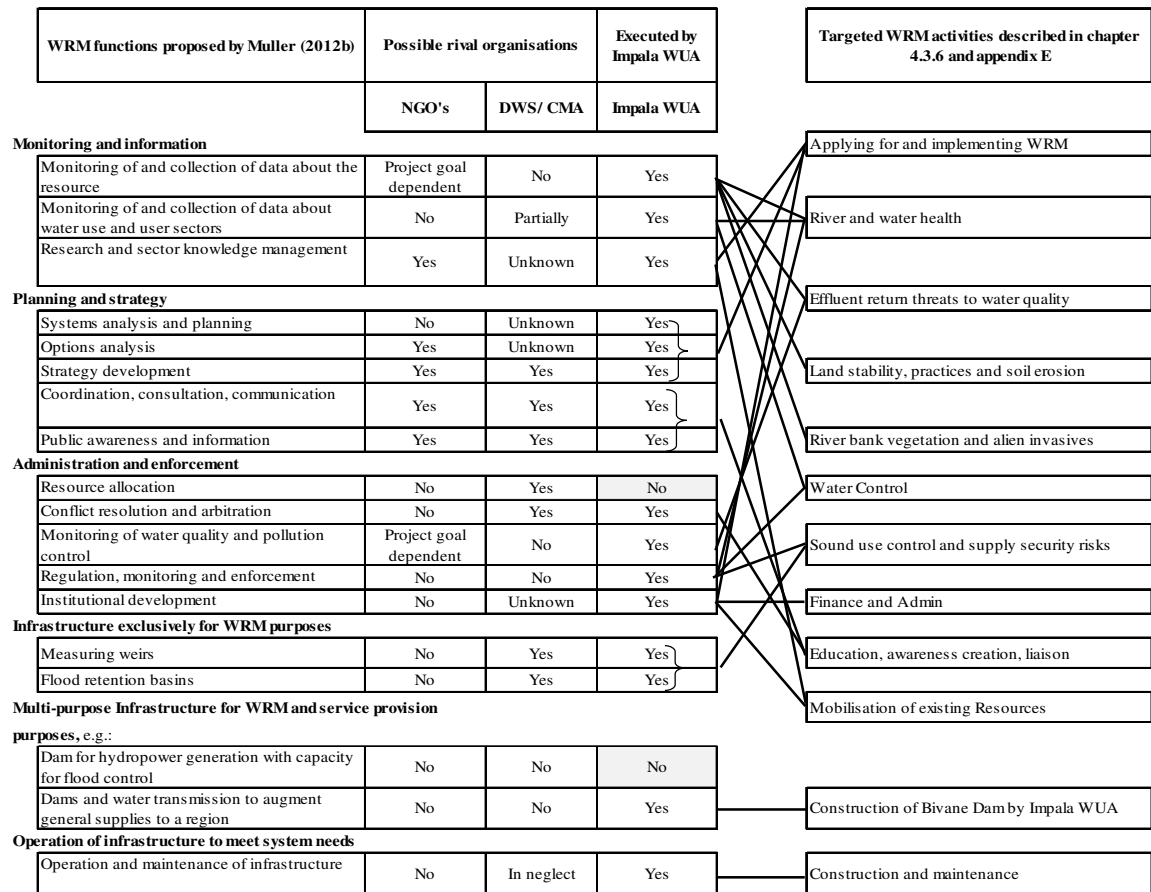 WRM functions proposed by Muller (2012b) Possible rival organisations Executed by Impala WUA Targeted WRM activities described in chapter 4.3.6 and appendix E
NGO's DWS/ CMA Impala WUA
Monitoring and information
Applying for and implementing WRM
Monitoring of and collection of data about the
resource
Project goal
dependent
No Yes
Monitoring of and collection of data about
water use and user sectors
No Partially Yes
River and water health
Research and sector knowledge management
Yes Unknown Yes
Planning and strategy
Effluent return threats to water quality
Systems analysis and planning No Unknown Yes
Options analysis Yes Unknown Yes
Strategy development Yes Yes Yes
Land stability, practices and soil erosion
Coordination, consultation, communication
Yes Yes Yes
Public awareness and information Yes Yes Yes
River bank vegetation and alien invasives
Administration and enforcement
Resource allocation No Yes No
Water Control
Conflict resolution and arbitration No Yes Yes
Monitoring of water quality and pollution
control
Project goal
dependent
No Yes
Sound use control and supply security risks
Regulation, monitoring and enforcement No No Yes
Institutional development No Unknown Yes
Finance and Admin
Infrastructure exclusively for WRM purposes
Measuring weirs No Yes Yes
Education, awareness creation, liaison
Flood retention basins No Yes Yes
Multi-purpose Infrastructure for WRM and service provision
Mobilisation of existing Resources
purposes, e.g.:
Dam for hydropower generation with capacity
for flood control
No No No
Dams and water transmission to augment
general supplies to a region
No No Yes
Construction of Bivane Dam by Impala WUA
Operation of infrastructure to meet system needs
Operation and maintenance of infrastructure
No In neglect Yes
Construction and maintenance